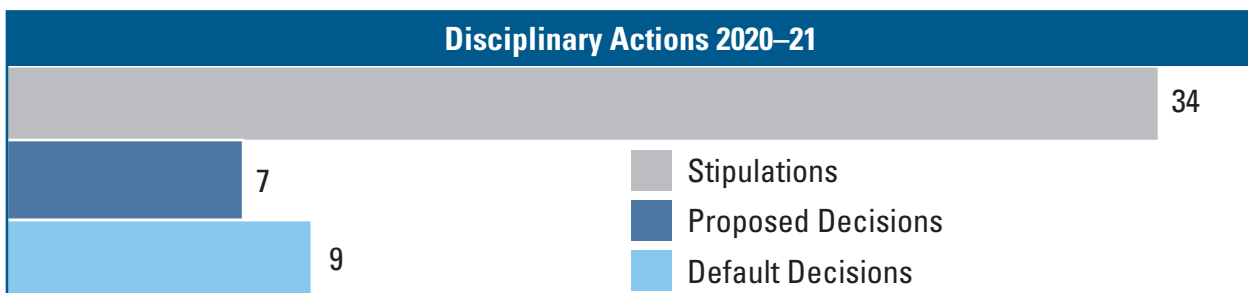 Disciplinary Actions 2020–21
34
7
9
Stipulations
Proposed Decisions
Default Decisions